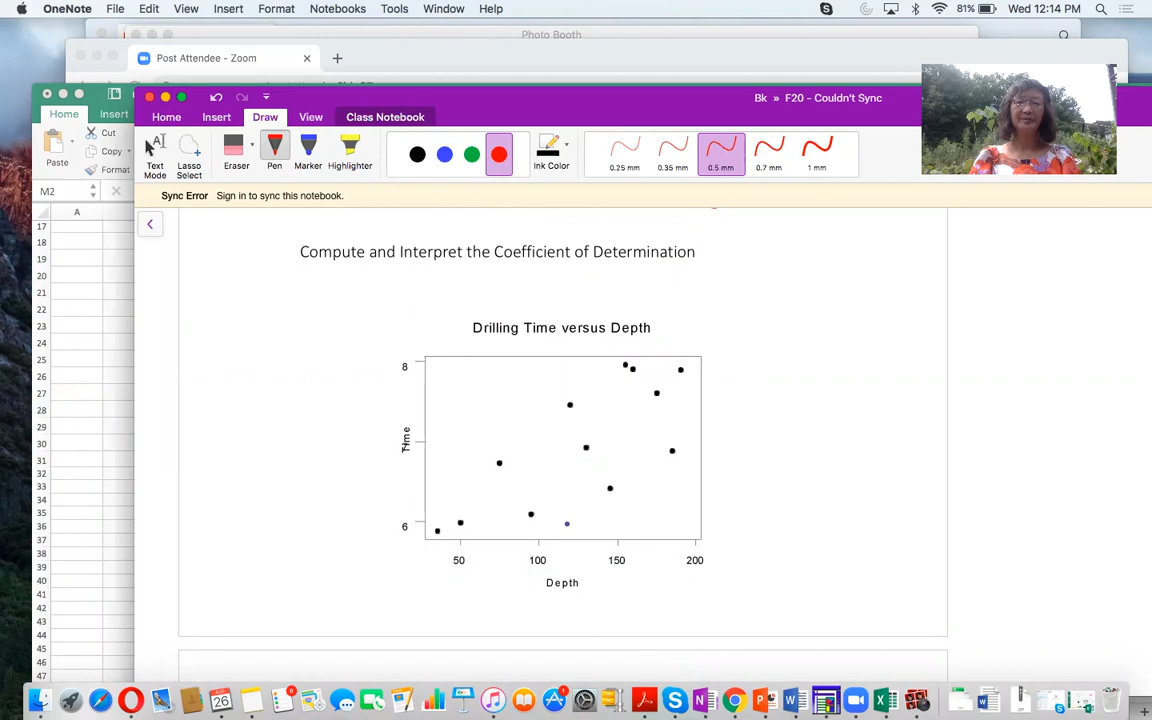 OneNote File Edit View Insert Format Notebooks Tools Window Help 81% Wed 12:14 PM
Photo Booth
Post Attendee - Zoom
Bk » F20 - Couldn't Sync
Home Insert
Home Insert Draw View Class Notebook
Paste Cut Copy Format
Text Mode Lasso Select Eraser Pen Marker Highlighter Ink Color 0.25 mm 0.35 mm 0.5 mm 0.7 mm 1 mm
M2
Sync Error Sign in to sync this notebook.
A
17
18
19
20
21
22
23
24
25
26
27
28
29
30
31
32
33
34
35
36
37
38
39
40
41
42
43
44
45
46
47
Compute and Interpret the Coefficient of Determination
Drilling Time versus Depth
8
Time
6
50 100 150 200
Depth